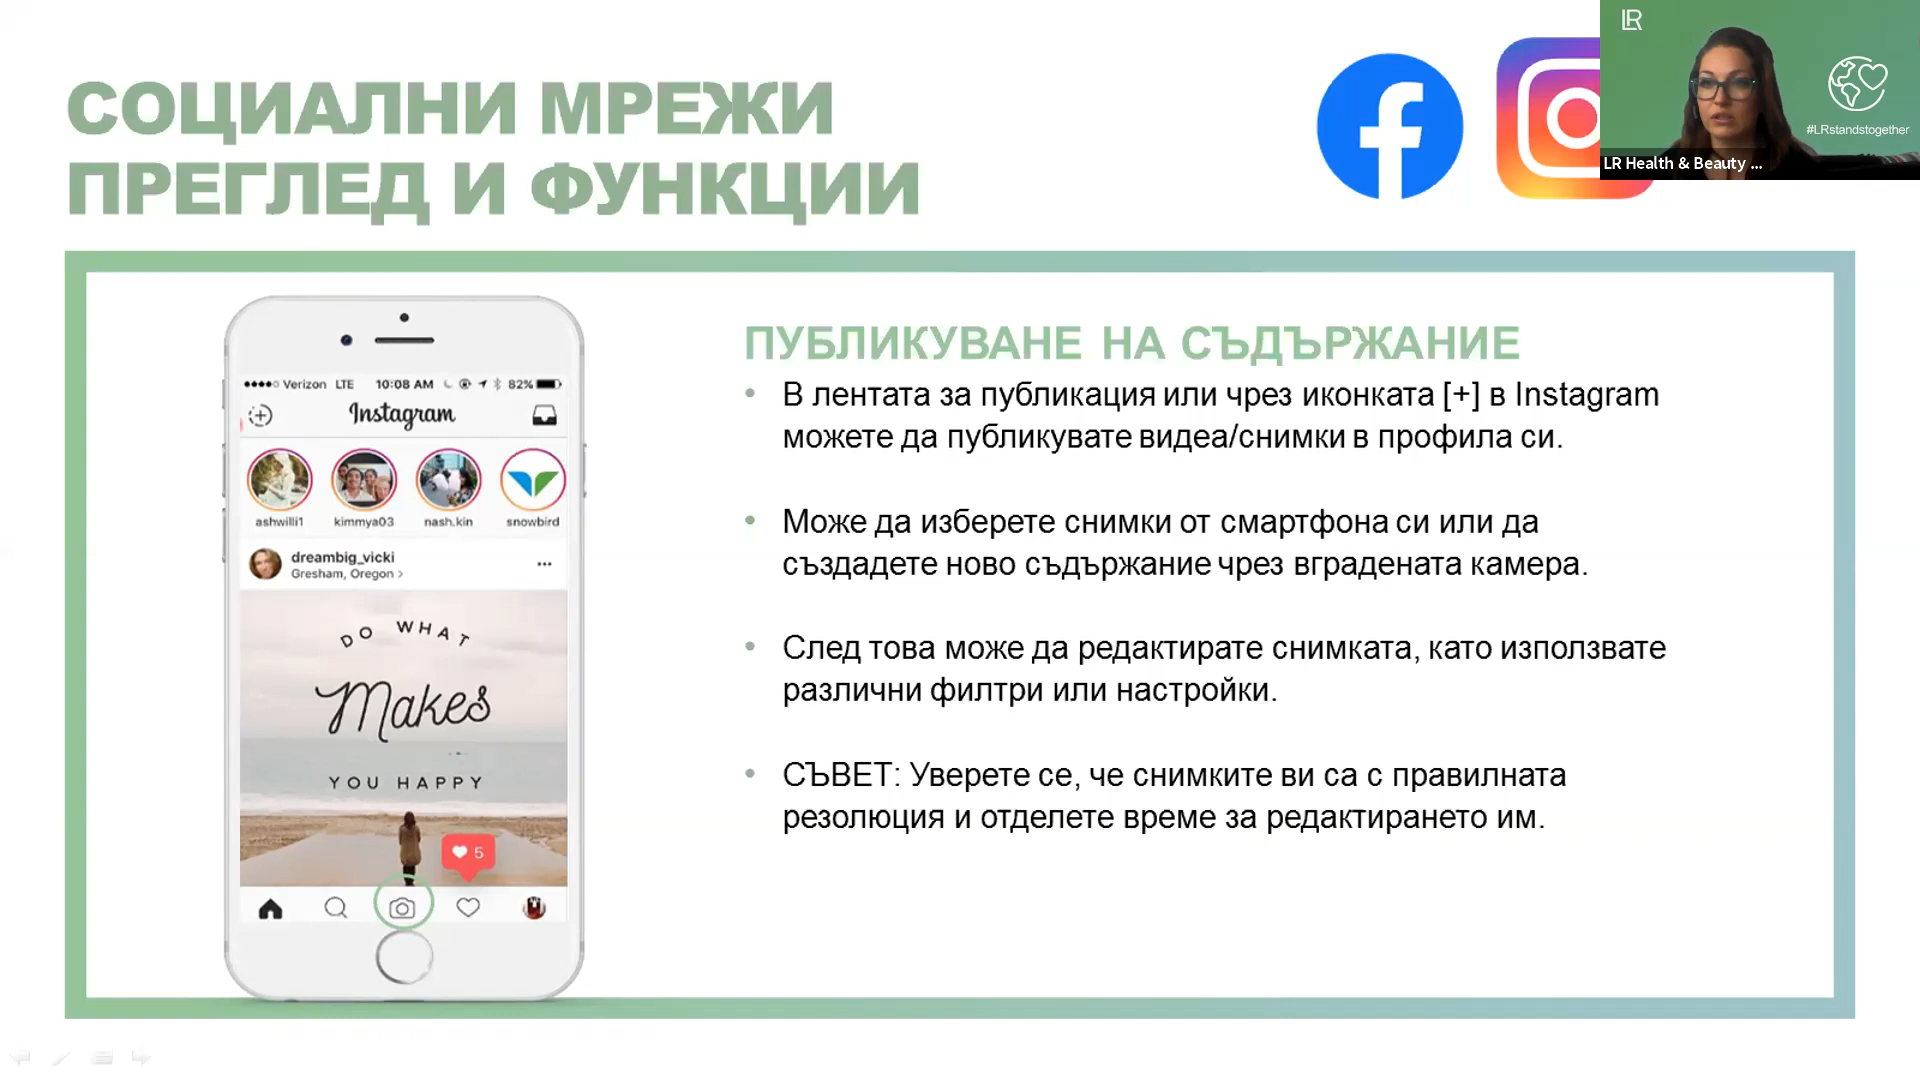 СОЦИАЛНИ МРЕЖИ
ПРЕГЛЕД И ФУНКЦИИ
LR
#LRstandstogether
LR Health & Beauty ...
Verizon LTE 10:08 AM 82%
Instagram
ashwilli1 kimmya03 nash.kin snowbird
dreambig_vicki
Gresham, Oregon >
DO WHAT
Makes
YOU HAPPY
5
ПУБЛИКУВАНЕ НА СЪДЪРЖАНИЕ
• В лентата за публикация или чрез иконката [+] в Instagram
можете да публикувате видеа/снимки в профила си.
• Може да изберете снимки от смартфона си или да
създадете ново съдържание чрез вградената камера.
• След това може да редактирате снимката, като използвате
различни филтри или настройки.
• СЪВЕТ: Уверете се, че снимките ви са с правилната
резолюция и отделете време за редактирането им.